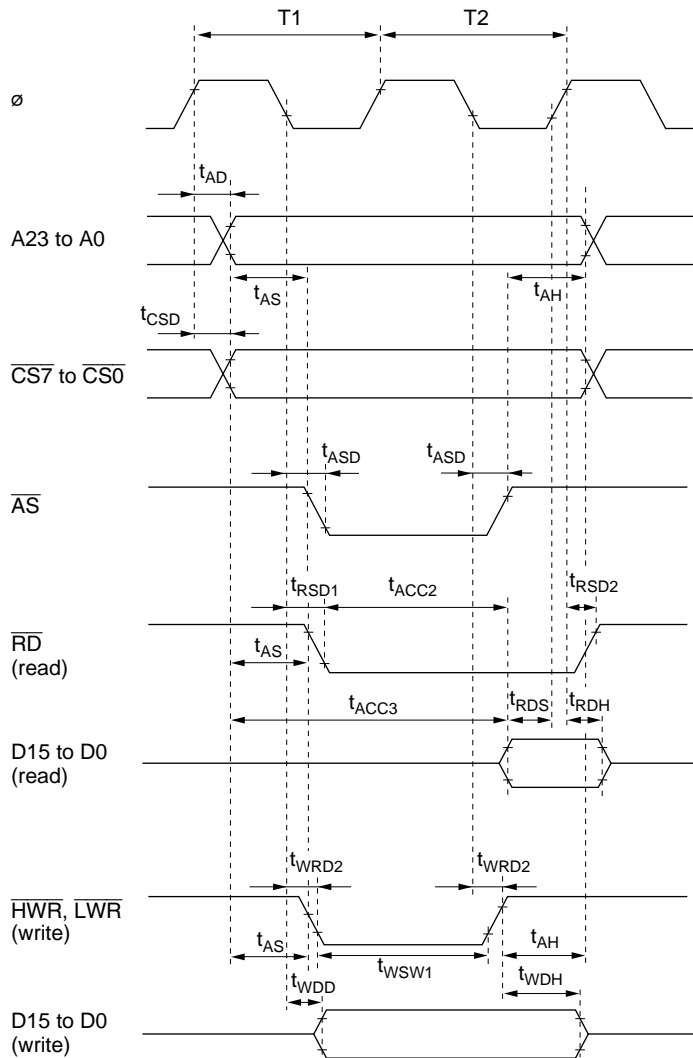 T1 T2
ø
tAD
A23 to A0
tAS tAH
tCSD
CS7 to CS0
tASD tASD
AS
tRSD1 tACC2 tRSD2
RD
(read)
tAS
tACC3 tRDS tRDH
D15 to D0
(read)
tWRD2 tWRD2
HWR, LWR
(write)
tAS tWSW1 tAH
tWDD tWDH
D15 to D0
(write)